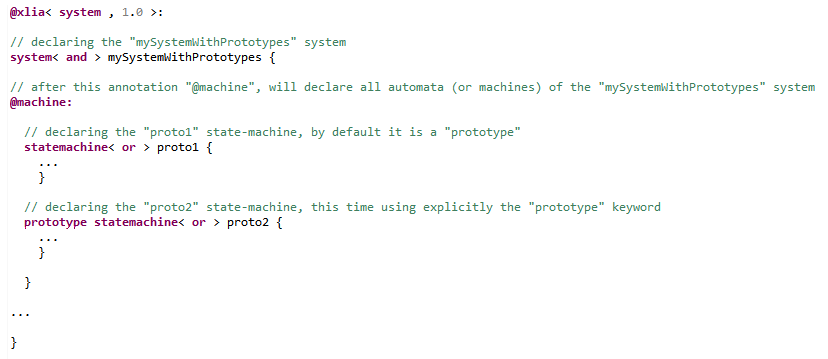 @xlia< system , 1.0 >:
// declaring the "mySystemWithPrototypes" system
system< and > mySystemWithPrototypes {
// after this annotation "@machine", will declare all automata (or machines) of the "mySystemWithPrototypes" system
@machine:
// declaring the "proto1" state-machine, by default it is a "prototype"
statemachine< or > proto1 {
...
}
// declaring the "proto2" state-machine, this time using explicitly the "prototype" keyword
prototype statemachine< or > proto2 {
...
}
}
...
}